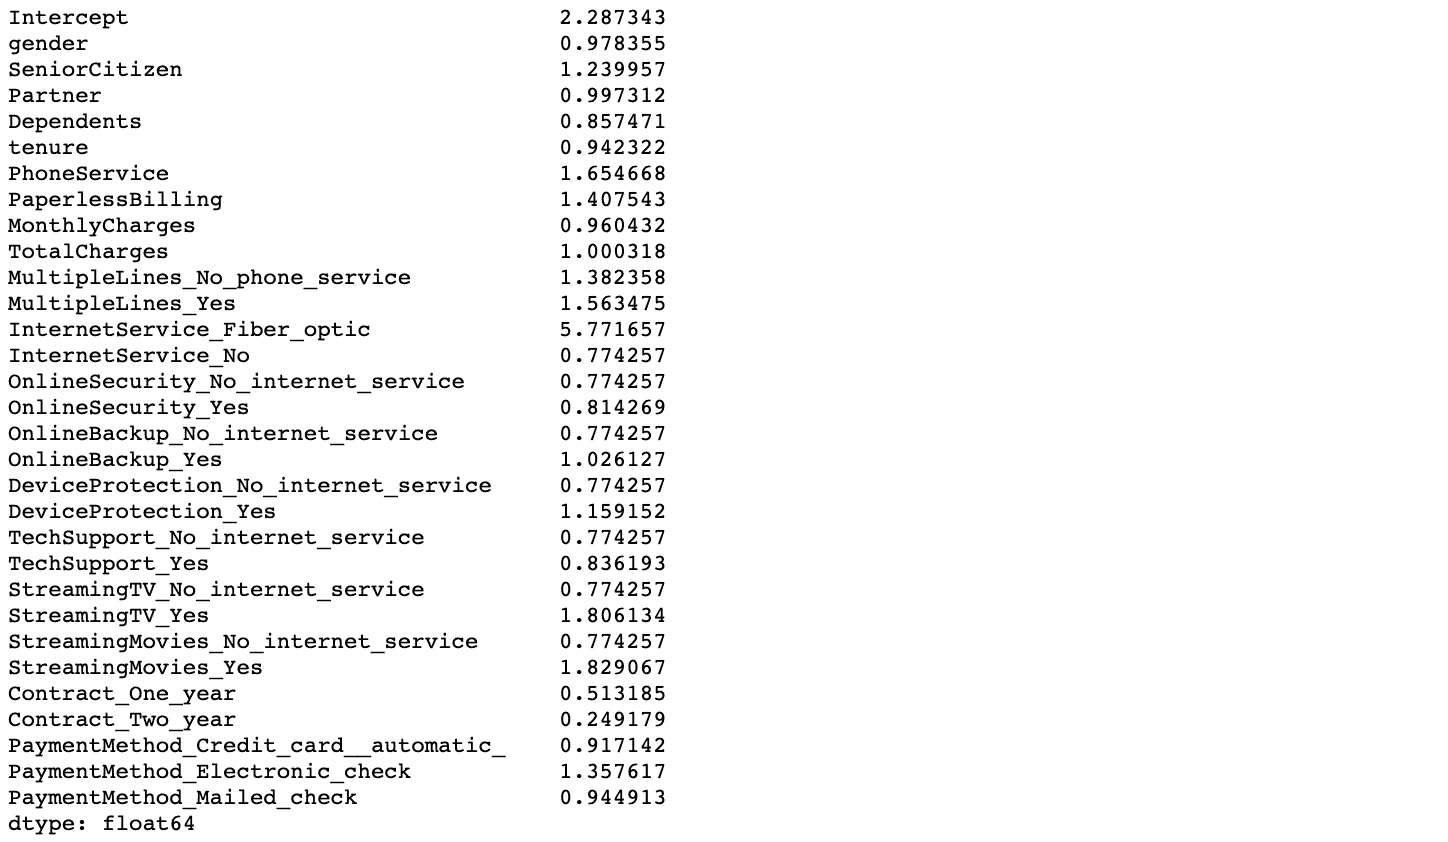 Intercept 2.287343
gender 0.978355
SeniorCitizen 1.239957
Partner 0.997312
Dependents 0.857471
tenure 0.942322
PhoneService 1.654668
PaperlessBilling 1.407543
MonthlyCharges 0.960432
TotalCharges 1.000318
MultipleLines_No_phone_service 1.382358
MultipleLines_Yes 1.563475
InternetService_Fiber_optic 5.771657
InternetService_No 0.774257
OnlineSecurity_No_internet_service 0.774257
OnlineSecurity_Yes 0.814269
OnlineBackup_No_internet_service 0.774257
OnlineBackup_Yes 1.026127
DeviceProtection_No_internet_service 0.774257
DeviceProtection_Yes 1.159152
TechSupport_No_internet_service 0.774257
TechSupport_Yes 0.836193
StreamingTV_No_internet_service 0.774257
StreamingTV_Yes 1.806134
StreamingMovies_No_internet_service 0.774257
StreamingMovies_Yes 1.829067
Contract_One_year 0.513185
Contract_Two_year 0.249179
PaymentMethod_Credit_card__automatic_ 0.917142
PaymentMethod_Electronic_check 1.357617
PaymentMethod_Mailed_check 0.944913
dtype: float64